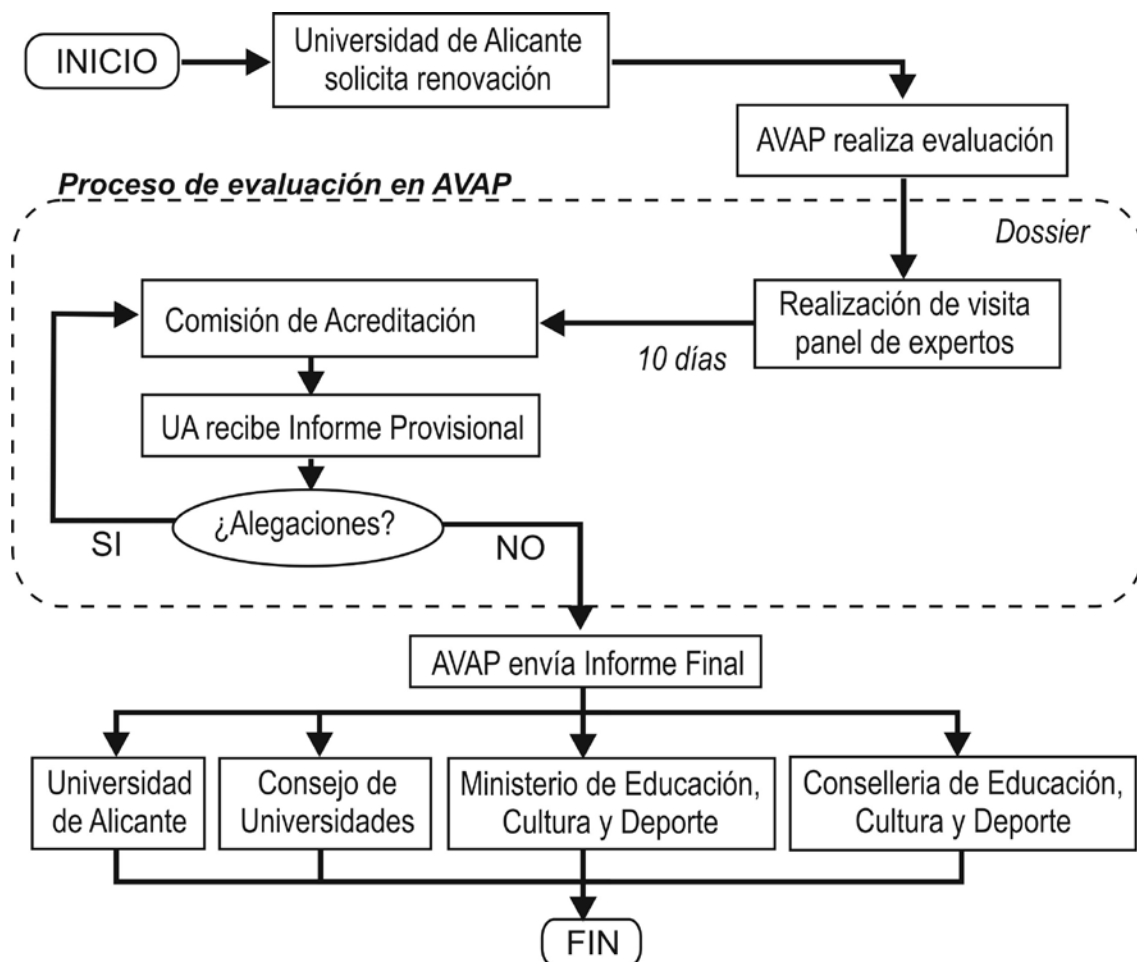 INICIO
Universidad de Alicante
solicita renovación
AVAP realiza evaluación
Proceso de evaluación en AVAP
Dossier
Realización de visita
panel de expertos
10 días
Comisión de Acreditación
UA recibe Informe Provisional
¿Alegaciones?
SI
NO
AVAP envía Informe Final
Universidad
de Alicante
Consejo de
Universidades
Ministerio de Educación,
Cultura y Deporte
Conselleria de Educación,
Cultura y Deporte
FIN